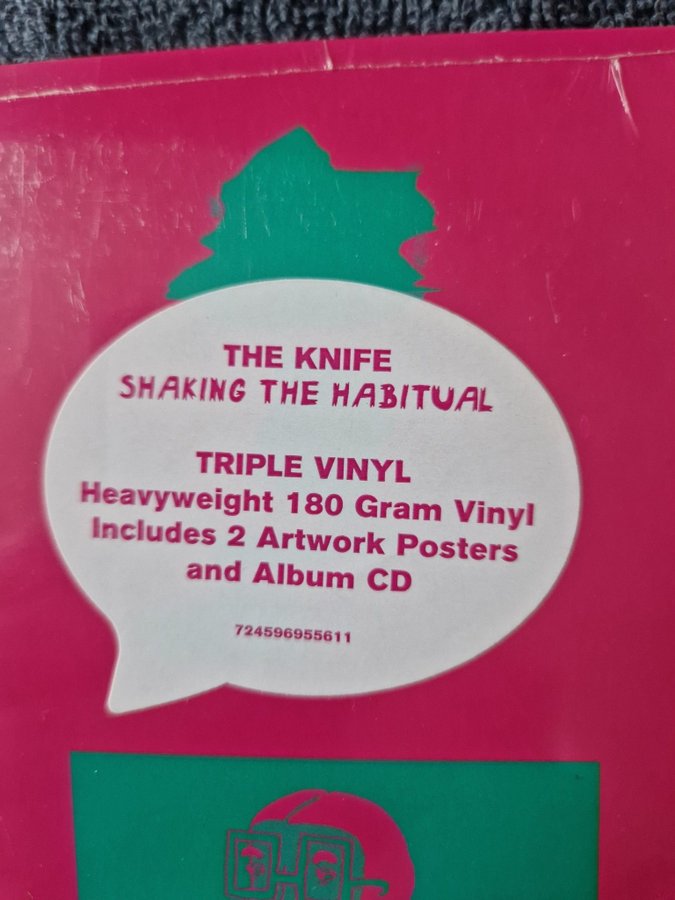 THE KNIFE
SHAKING THE HABITUAL
TRIPLE VINYL
Heavyweight 180 Gram Vinyl
Includes 2 Artwork Posters
and Album CD
724596955611